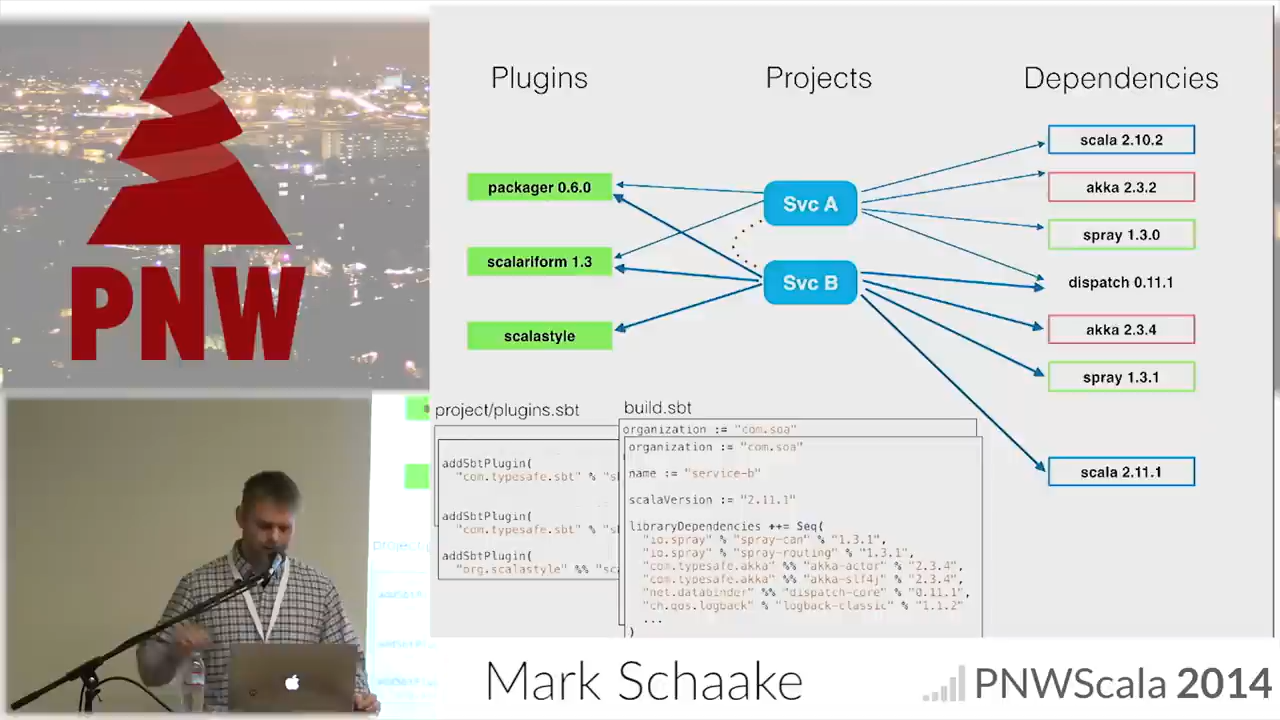 PNW
Plugins
Projects
Dependencies
packager 0.6.0
scalariform 1.3
scalastyle
Svc A
Svc B
scala 2.10.2
akka 2.3.2
spray 1.3.0
dispatch 0.11.1
akka 2.3.4
spray 1.3.1
scala 2.11.1
project/plugins.sbt
addSbtPlugin(
"com.typesafe.sbt" %
addSbtPlugin(
"com.typesafe.sbt" %
addSbtPlugin(
"org.scalastyle" %%
build.sbt
organization := "com.soa"
organization := "com.soa"
name := "service-b"
scalaVersion := "2.11.1"
libraryDependencies ++= Seq(
"io.spray" % "spray-can" % "1.3.1",
"io.spray" % "spray-routing" % "1.3.1",
"com.typesafe.akka" %% "akka-actor" % "2.3.4",
"com.typesafe.akka" %% "akka-slf4j" % "2.3.4",
"net.databinder" %% "dispatch-core" % "0.11.1",
"ch.qos.logback" % "logback-classic" % "1.1.2"
...
)
Mark Schaake
PNWScala 2014